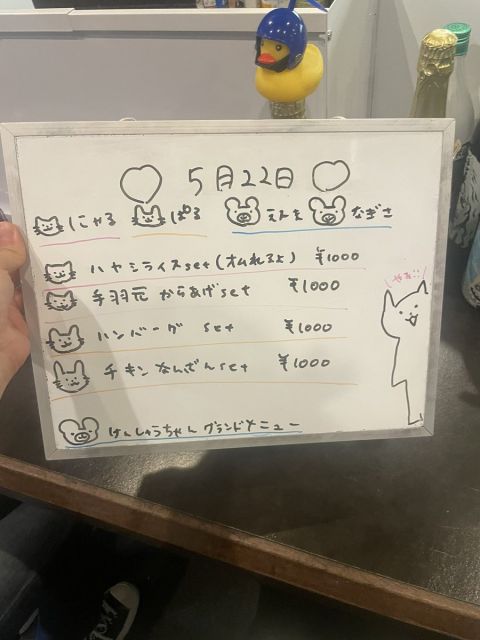 ♡ 5月22日 ♡
にゃる ぱる えれな なぎさ
ハヤシライスset(オムれるよ) ¥1000
手羽元 からあげset ¥1000
ハンバーグ set ¥1000
チキンなんばんset ¥1000
けんしゅうちゃん グランドメニュー